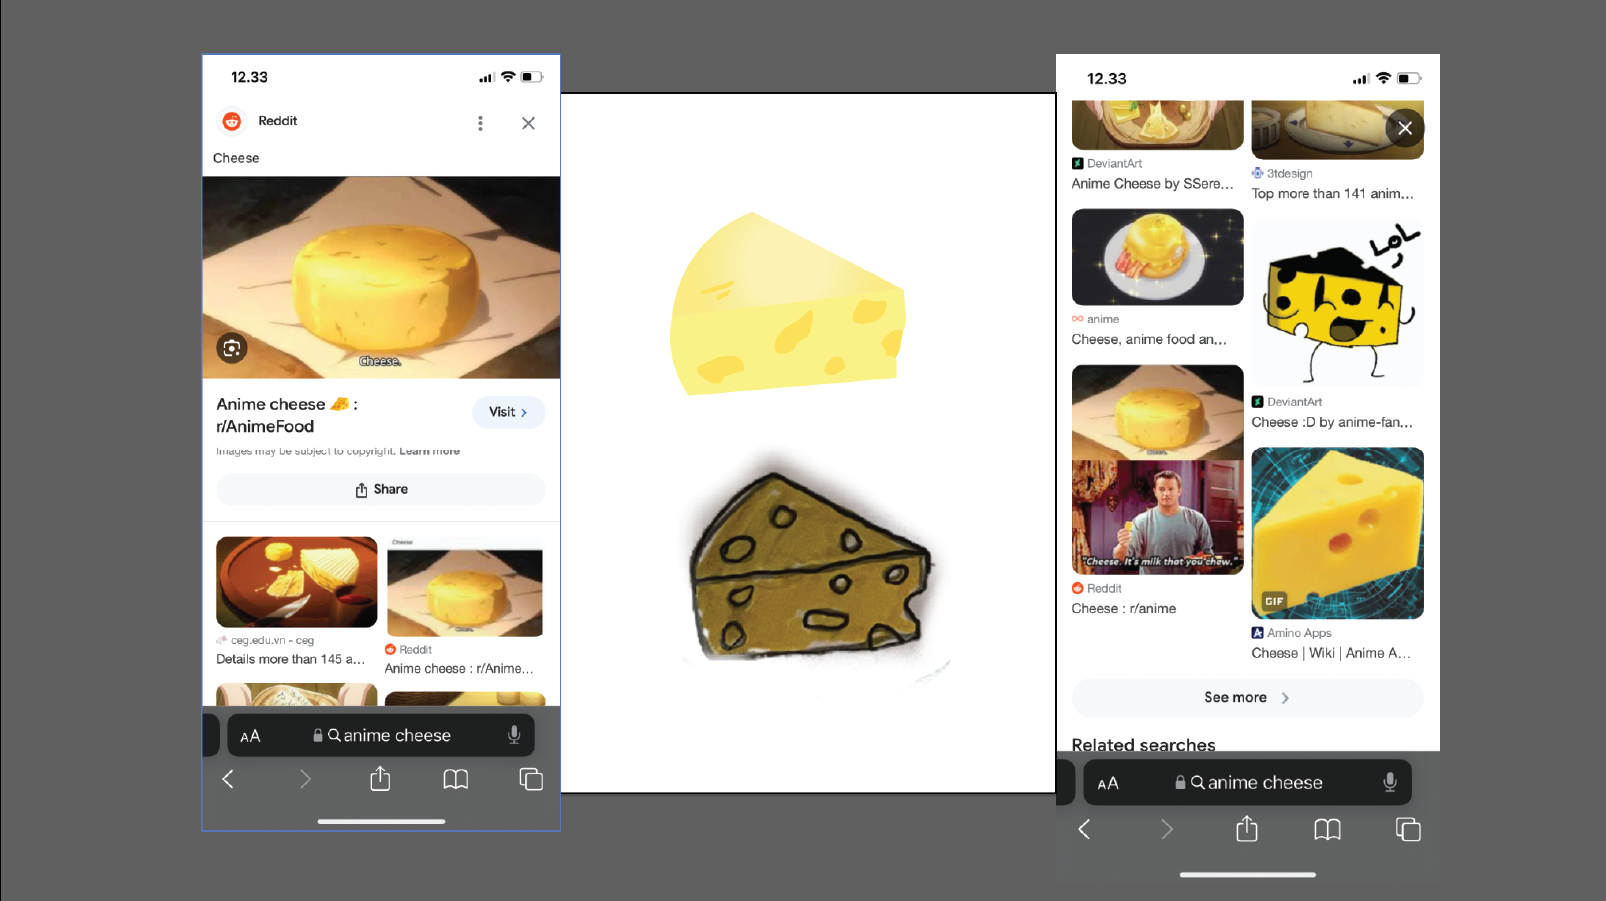 12.33
Reddit
Cheese
Cheese.
Anime cheese 🧀 :
r/AnimeFood
Visit >
Images may be subject to copyright. Learn more
Share
ceg.edu.vn - ceg
Details more than 145 a...
Cheese
Cheese.
Reddit
Anime cheese : r/Anime...
AA
anime cheese
12.33
DeviantArt
Anime Cheese by SSere...
3tdesign
Top more than 141 anim...
anime
Cheese, anime food an...
LOL
DeviantArt
Cheese :D by anime-fan...
Cheese.
"Cheese. It's milk that you chew."
Reddit
Cheese : r/anime
GIF
Amino Apps
Cheese | Wiki | Anime A...
See more >
Related searches
AA
anime cheese